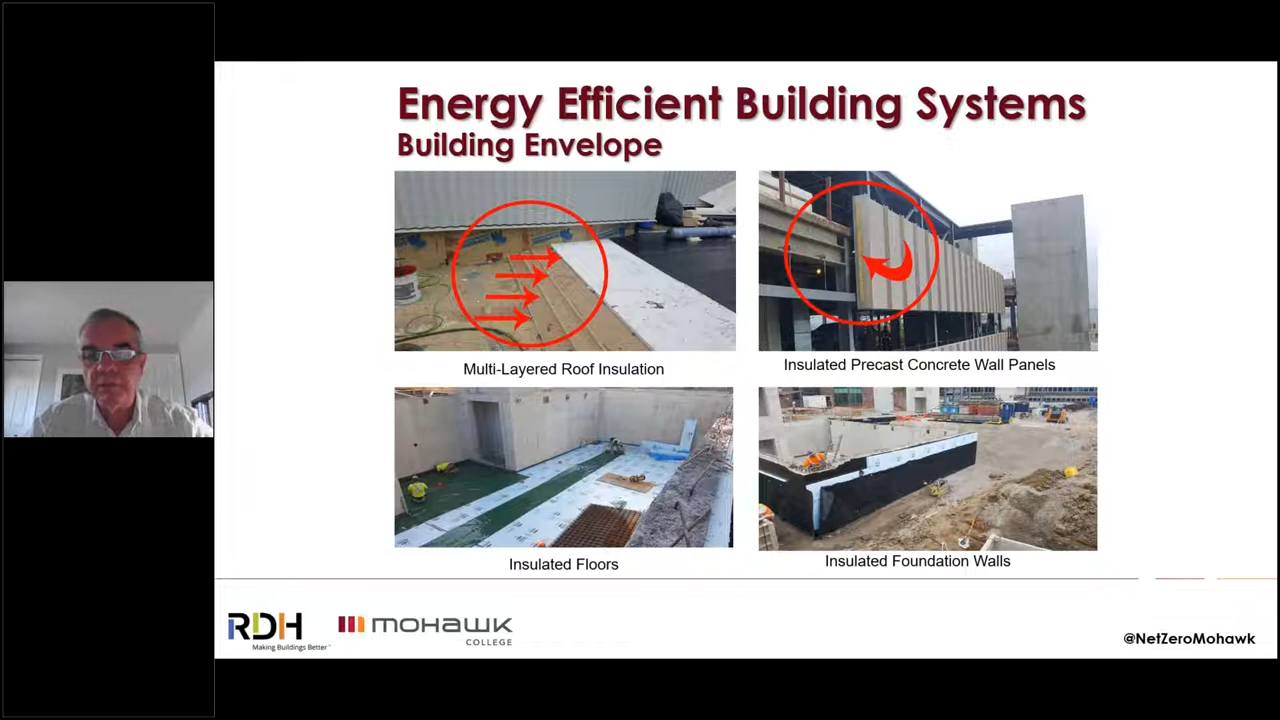 Energy Efficient Building Systems
Building Envelope
Multi-Layered Roof Insulation
Insulated Precast Concrete Wall Panels
Insulated Floors
Insulated Foundation Walls
RDH
Making Buildings Better™
mohawk
COLLEGE
@NetZeroMohawk